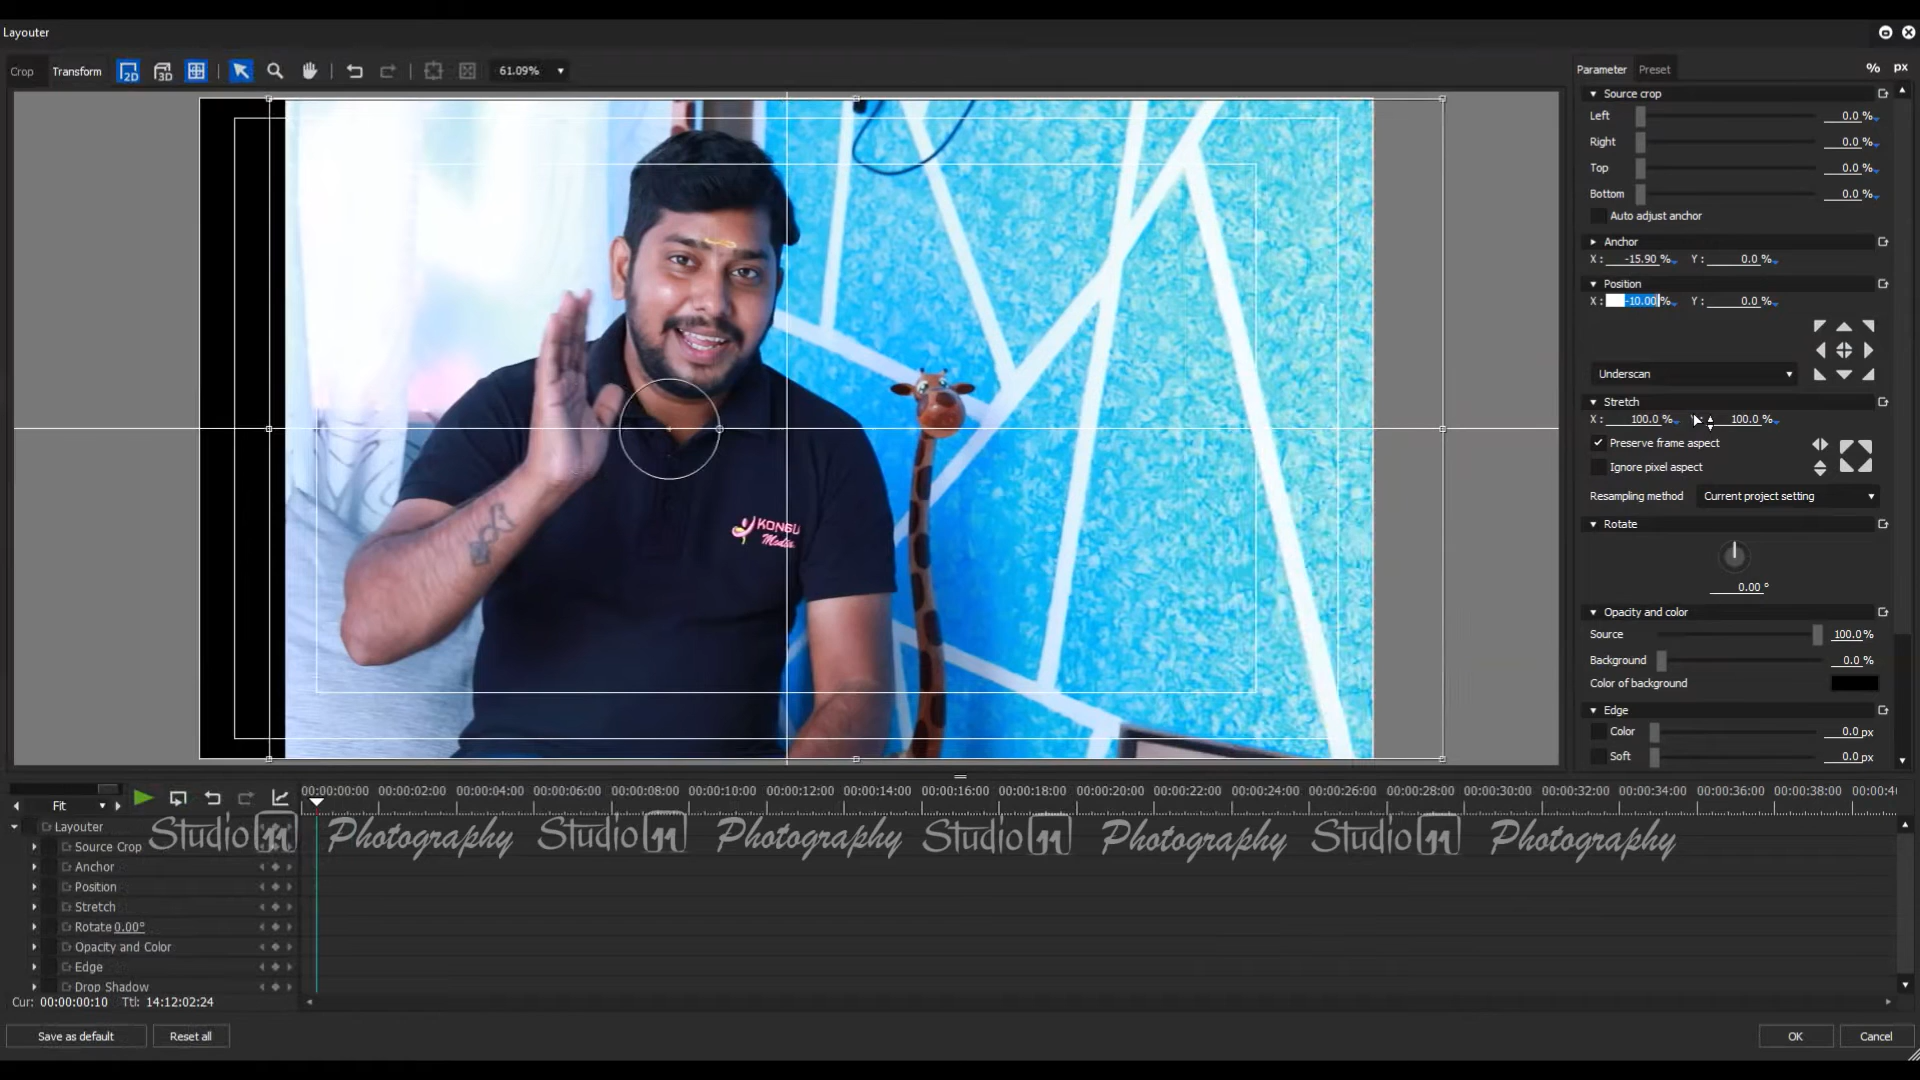 Layouter
Crop Transform 2D 3D 61.09%
Parameter Preset % px
Source crop
Left 0.0 %
Right 0.0 %
Top 0.0 %
Bottom 0.0 %
Auto adjust anchor
Anchor
X : -15.90 % Y : 0.0 %
Position
X : -10.00 % Y : 0.0 %
Underscan
Stretch
X : 100.0 % 100.0 %
Preserve frame aspect
Ignore pixel aspect
Resampling method Current project setting
Rotate
0.00 °
Opacity and color
Source 100.0%
Background 0.0 %
Color of background
Edge
Color 0.0 px
Soft 0.0 px
KONGU
Media
Fit 00:00:00:00 00:00:02:00 00:00:04:00 00:00:06:00 00:00:08:00 00:00:10:00 00:00:12:00 00:00:14:00 00:00:16:00 00:00:18:00 00:00:20:00 00:00:22:00 00:00:24:00 00:00:26:00 00:00:28:00 00:00:30:00 00:00:32:00 00:00:34:00 00:00:36:00 00:00:38:00
Layouter
Studio 11 Photography Studio 11 Photography Studio 11 Photography Studio 11 Photography
Source Crop
Anchor
Position
Stretch
Rotate 0.00°
Opacity and Color
Edge
Drop Shadow
Cur: 00:00:00:10 Ttl: 14:12:02:24
Save as default Reset all OK Cancel